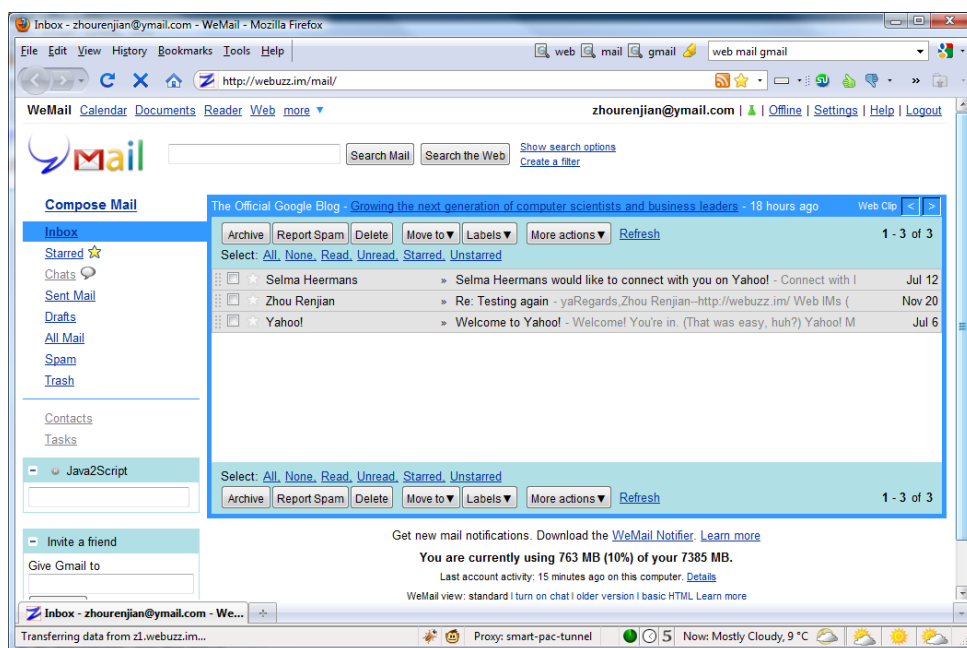 Inbox - zhourenjian@ymail.com - WeMail - Mozilla Firefox
File Edit View History Bookmarks Tools Help web mail gmail web mail gmail
http://webuzz.im/mail/
WeMail Calendar Documents Reader Web more ▼ zhourenjian@ymail.com | Offline | Settings | Help | Logout
Mail Search Mail Search the Web Show search options
Create a filter
Compose Mail
The Official Google Blog - Growing the next generation of computer scientists and business leaders - 18 hours ago Web Clip < >
Inbox
Starred
Chats
Sent Mail
Drafts
All Mail
Spam
Trash
Contacts
Tasks
Archive Report Spam Delete Move to▼ Labels▼ More actions▼ Refresh 1 - 3 of 3
Select: All, None, Read, Unread, Starred, Unstarred
Selma Heermans » Selma Heermans would like to connect with you on Yahoo! - Connect with I Jul 12
Zhou Renjian » Re: Testing again - yaRegards,Zhou Renjian--http://webuzz.im/ Web IMs ( Nov 20
Yahoo! » Welcome to Yahoo! - Welcome! You're in. (That was easy, huh?) Yahoo! M Jul 6
Select: All, None, Read, Unread, Starred, Unstarred
Archive Report Spam Delete Move to▼ Labels▼ More actions▼ Refresh 1 - 3 of 3
− Java2Script
− Invite a friend
Give Gmail to
Get new mail notifications. Download the WeMail Notifier. Learn more
You are currently using 763 MB (10%) of your 7385 MB.
Last account activity: 15 minutes ago on this computer. Details
WeMail view: standard | turn on chat | older version | basic HTML Learn more
Inbox - zhourenjian@ymail.com - We...
Transferring data from z1.webuzz.im... Proxy: smart-pac-tunnel 5 Now: Mostly Cloudy, 9 °C